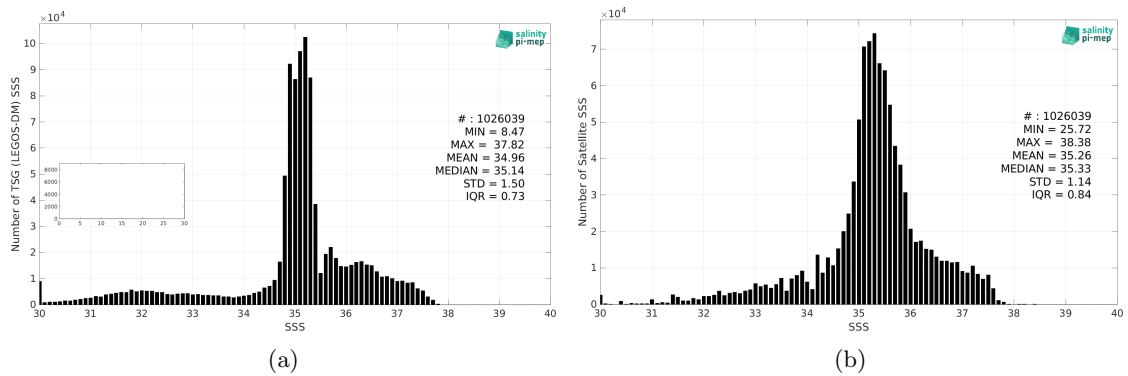 ×10⁴
10
9
8
7
6
5
4
3
2
1
0
Number of TSG (LEGOS-DM) SSS
salinity
pi-mep
# : 1026039
MIN = 8.47
MAX = 37.82
MEAN = 34.96
MEDIAN = 35.14
STD = 1.50
IQR = 0.73
8000
6000
4000
2000
0
0 5 10 15 20 25 30
30 31 32 33 34 35 36 37 38 39 40
SSS
(a)
×10⁴
7
6
5
4
3
2
1
0
Number of Satellite SSS
salinity
pi-mep
# : 1026039
MIN = 25.72
MAX = 38.38
MEAN = 35.26
MEDIAN = 35.33
STD = 1.14
IQR = 0.84
30 31 32 33 34 35 36 37 38 39 40
SSS
(b)